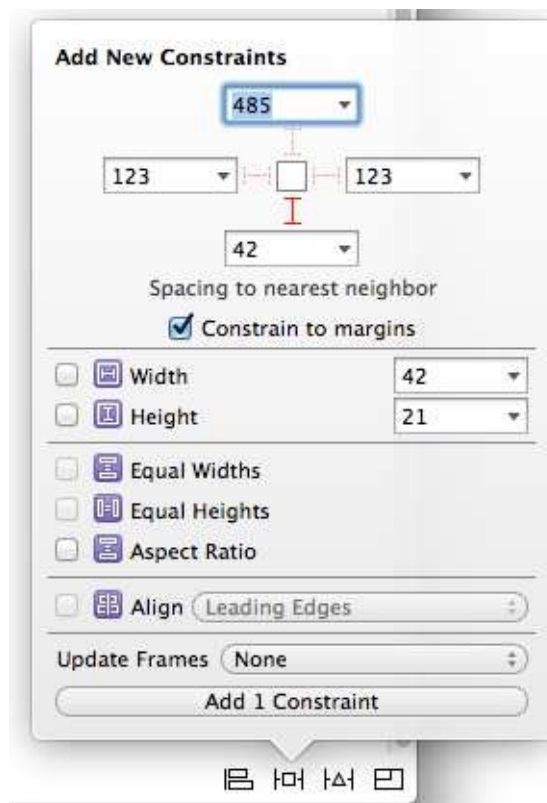 Add New Constraints
485
123 123
42
Spacing to nearest neighbor
Constrain to margins
Width 42
Height 21
Equal Widths
Equal Heights
Aspect Ratio
Align Leading Edges
Update Frames None
Add 1 Constraint